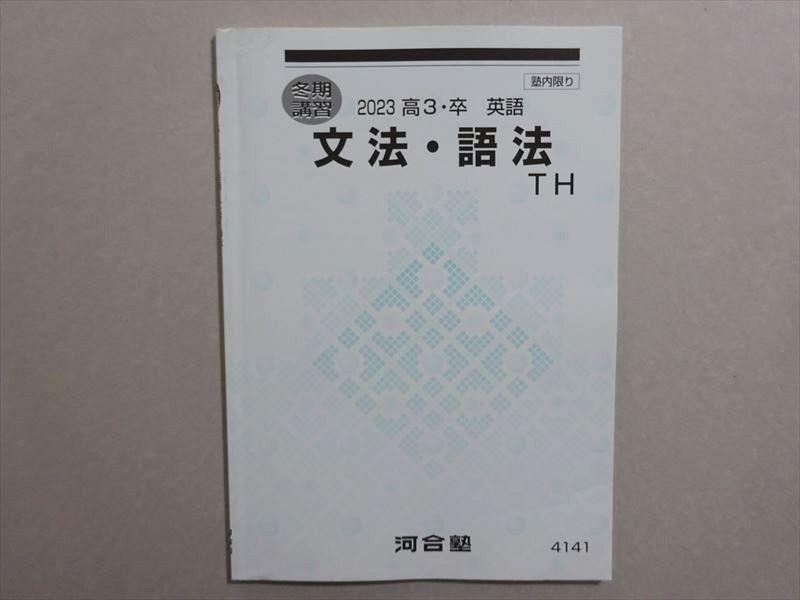 塾内限り
冬期
講習
2023 高3・卒 英語
文法・語法
TH
河合塾
4141